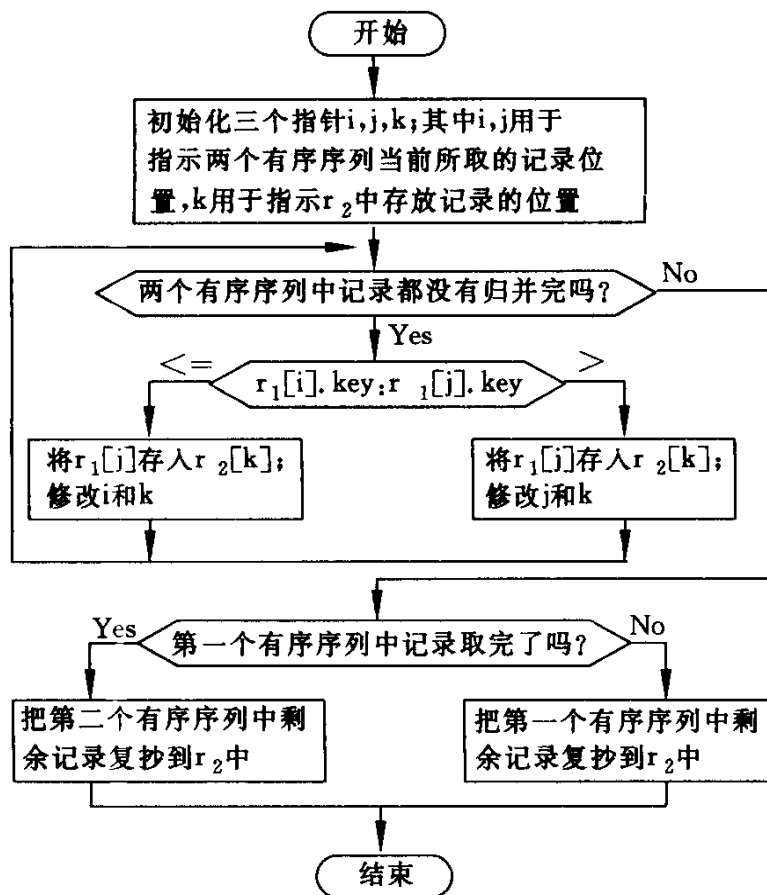 开始
初始化三个指针i,j,k;其中i,j用于
指示两个有序序列当前所取的记录位
置,k用于指示r₂中存放记录的位置
两个有序序列中记录都没有归并完吗?
No
Yes
<=
r₁[i].key:r₁[j].key
>
将r₁[j]存入r₂[k];
修改i和k
将r₁[j]存入r₂[k];
修改j和k
Yes
第一个有序序列中记录取完了吗?
No
把第二个有序序列中剩
余记录复抄到r₂中
把第一个有序序列中剩
余记录复抄到r₂中
结束